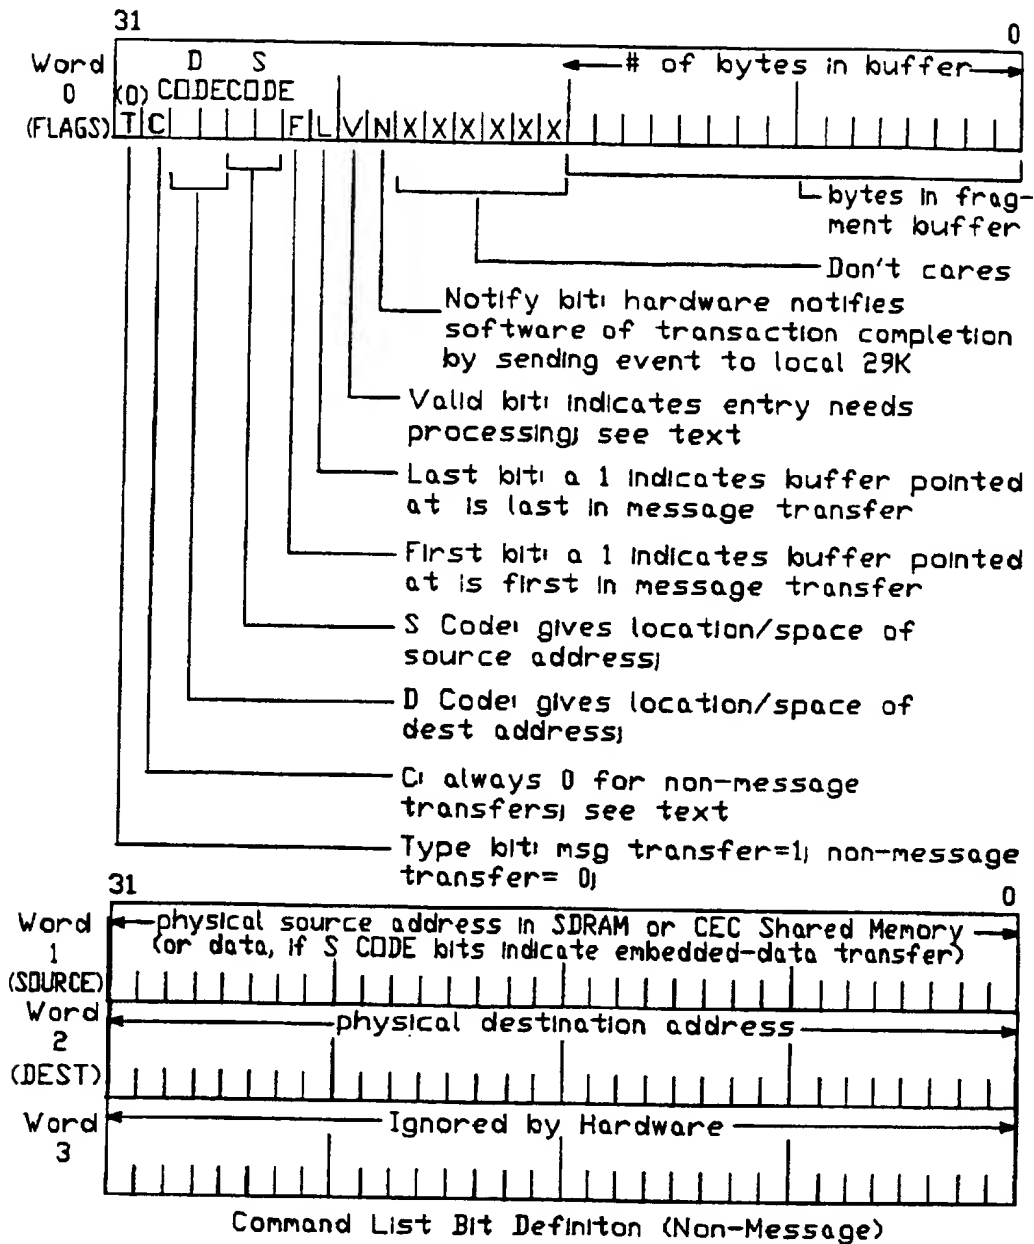 31 0
Word 0 (FLAGS)
D S
(0) CODECODE
# of bytes in buffer
T C F L V N X X X X X X
bytes in frag-
ment buffer
Don't cares
Notify bit: hardware notifies
software of transaction completion
by sending event to local 29K
Valid bit: indicates entry needs
processing; see text
Last bit: a 1 indicates buffer pointed
at is last in message transfer
First bit: a 1 indicates buffer pointed
at is first in message transfer
S Code: gives location/space of
source address;
D Code: gives location/space of
dest address;
C: always 0 for non-message
transfers; see text
Type bit: msg transfer=1; non-message
transfer= 0;
31 0
Word
1
(SOURCE)
physical source address in SDRAM or CEC Shared Memory
(or data, if S CODE bits indicate embedded-data transfer)
Word
2
(DEST)
physical destination address
Word
3
Ignored by Hardware
Command List Bit Definiton (Non-Message)